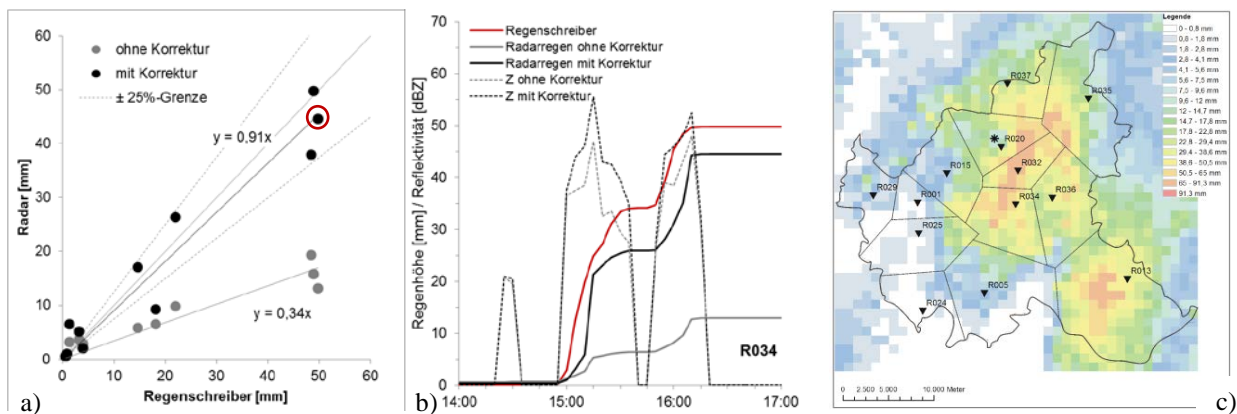 60
50
40
30
20
10
0
Radar [mm]
ohne Korrektur
mit Korrektur
± 25%-Grenze
y = 0,91x
y = 0,34x
0 10 20 30 40 50 60
Regenschreiber [mm]
a)
70
60
50
40
30
20
10
0
Regenhöhe [mm] / Reflektivität [dBZ]
Regenschreiber
Radarregen ohne Korrektur
Radarregen mit Korrektur
Z ohne Korrektur
Z mit Korrektur
R034
14:00 15:00 16:00 17:00
b)
Legende
0 - 0,8 mm
0,8 - 1,8 mm
1,8 - 2,8 mm
2,8 - 4,1 mm
4,1 - 5,6 mm
5,6 - 7,5 mm
7,5 - 9,6 mm
9,6 - 12 mm
12 - 14,7 mm
14,7 - 17,8 mm
17,8 - 22,8 mm
22,8 - 29,4 mm
29,4 - 38,6 mm
38,6 - 50,5 mm
50,5 - 65 mm
65 - 91,3 mm
91,3 mm
R037
R035
R020
R015
R032
R029
R001
R034
R036
R025
R013
R005
R024
0 2.500 5.000 10.000 Meter
c)